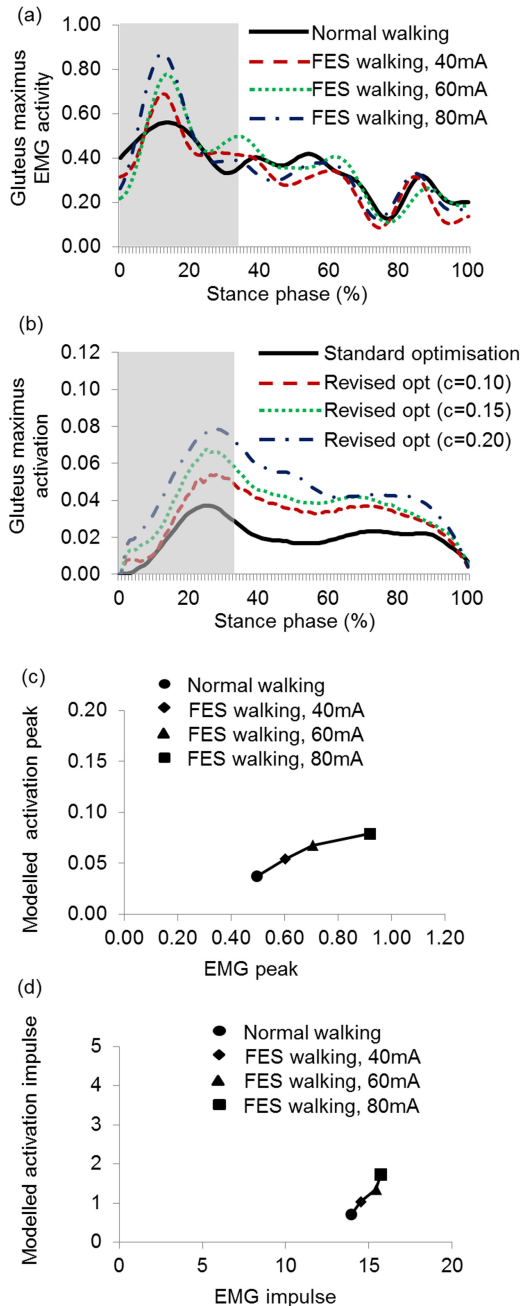 (a)
Normal walking
FES walking, 40mA
FES walking, 60mA
FES walking, 80mA
Gluteus maximus
EMG activity
1.00
0.80
0.60
0.40
0.20
0.00
0 20 40 60 80 100
Stance phase (%)
(b)
Standard optimisation
Revised opt (c=0.10)
Revised opt (c=0.15)
Revised opt (c=0.20)
Gluteus maximus
activation
0.12
0.10
0.08
0.06
0.04
0.02
0.00
0 20 40 60 80 100
Stance phase (%)
(c)
Normal walking
FES walking, 40mA
FES walking, 60mA
FES walking, 80mA
Modelled activation peak
0.20
0.15
0.10
0.05
0.00
0.00 0.20 0.40 0.60 0.80 1.00 1.20
EMG peak
(d)
Normal walking
FES walking, 40mA
FES walking, 60mA
FES walking, 80mA
Modelled activation impulse
5
4
3
2
1
0
0 5 10 15 20
EMG impulse